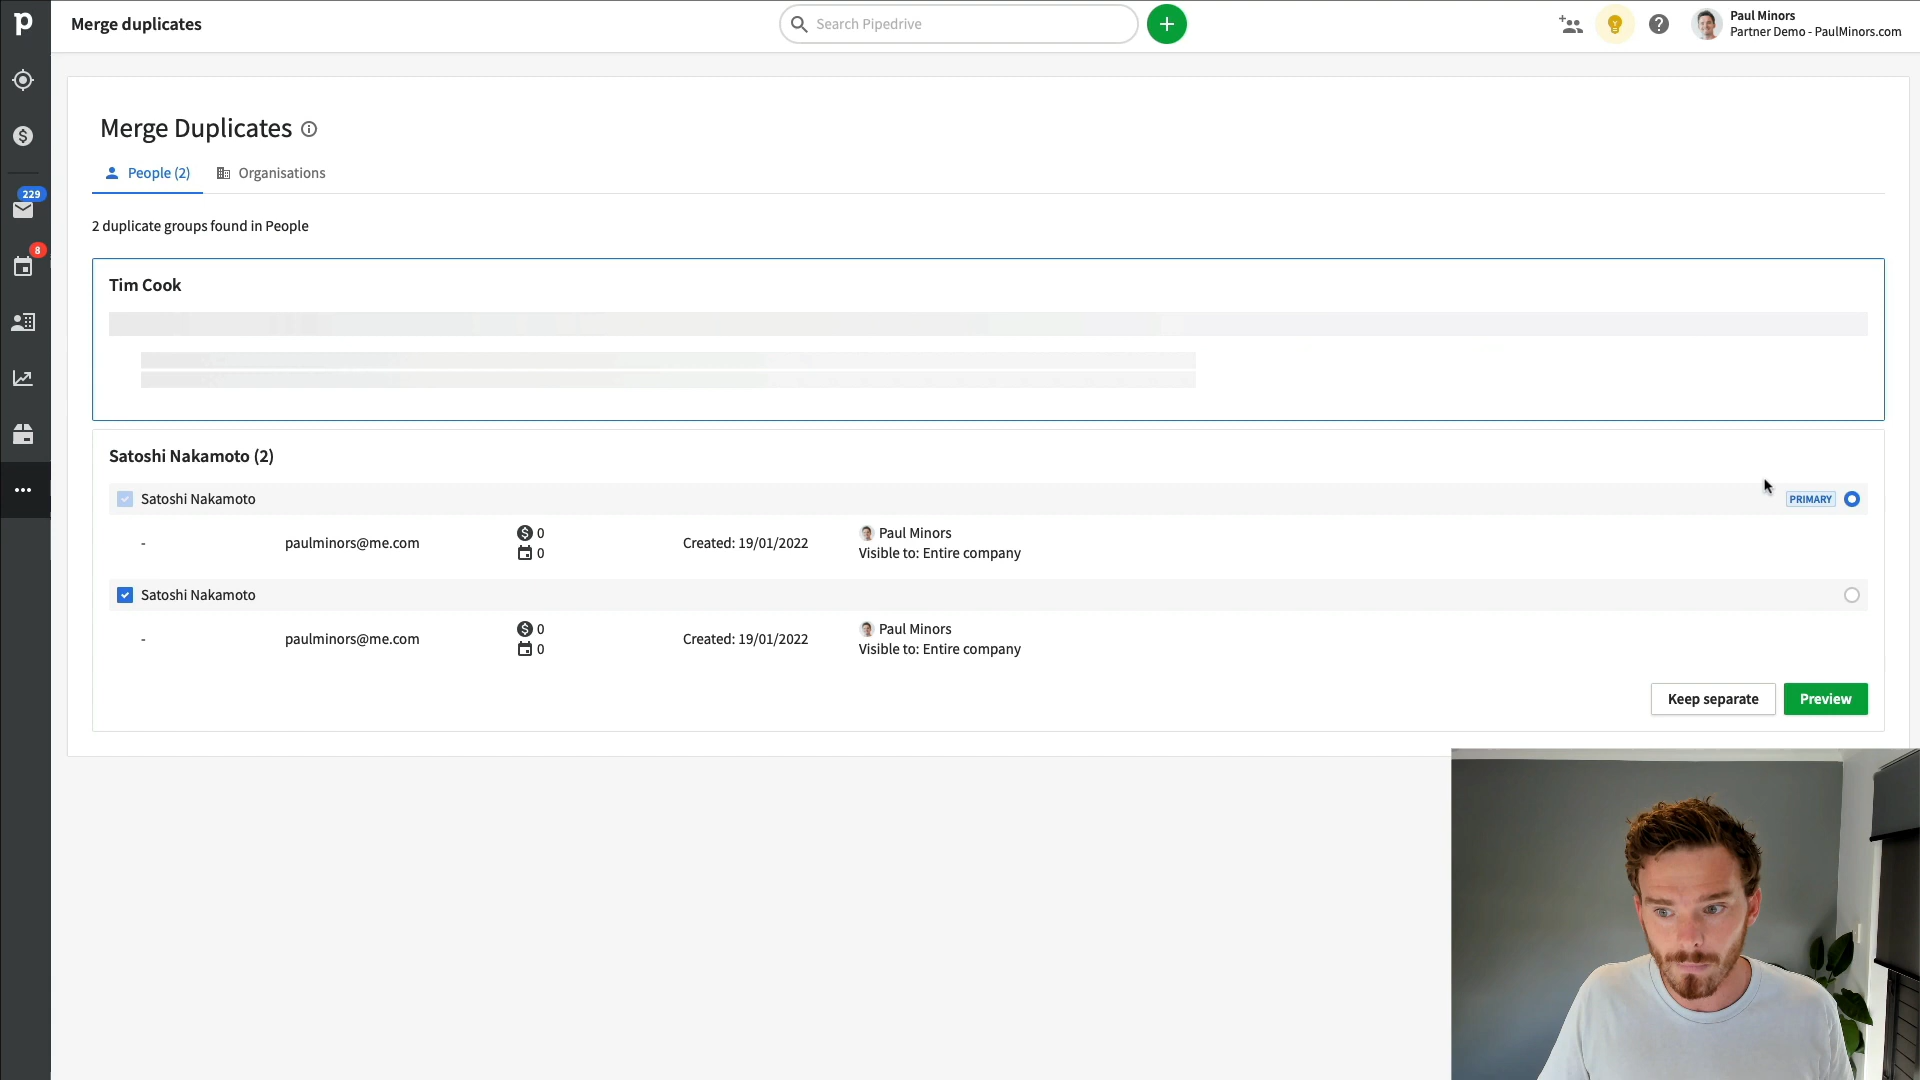 p
Merge duplicates
Search Pipedrive
Paul Minors
Partner Demo - PaulMinors.com
229
8
Merge Duplicates
People (2)
Organisations
2 duplicate groups found in People
Tim Cook
Satoshi Nakamoto (2)
Satoshi Nakamoto
PRIMARY
-
paulminors@me.com
0
0
Created: 19/01/2022
Paul Minors
Visible to: Entire company
Satoshi Nakamoto
-
paulminors@me.com
0
0
Created: 19/01/2022
Paul Minors
Visible to: Entire company
Keep separate
Preview